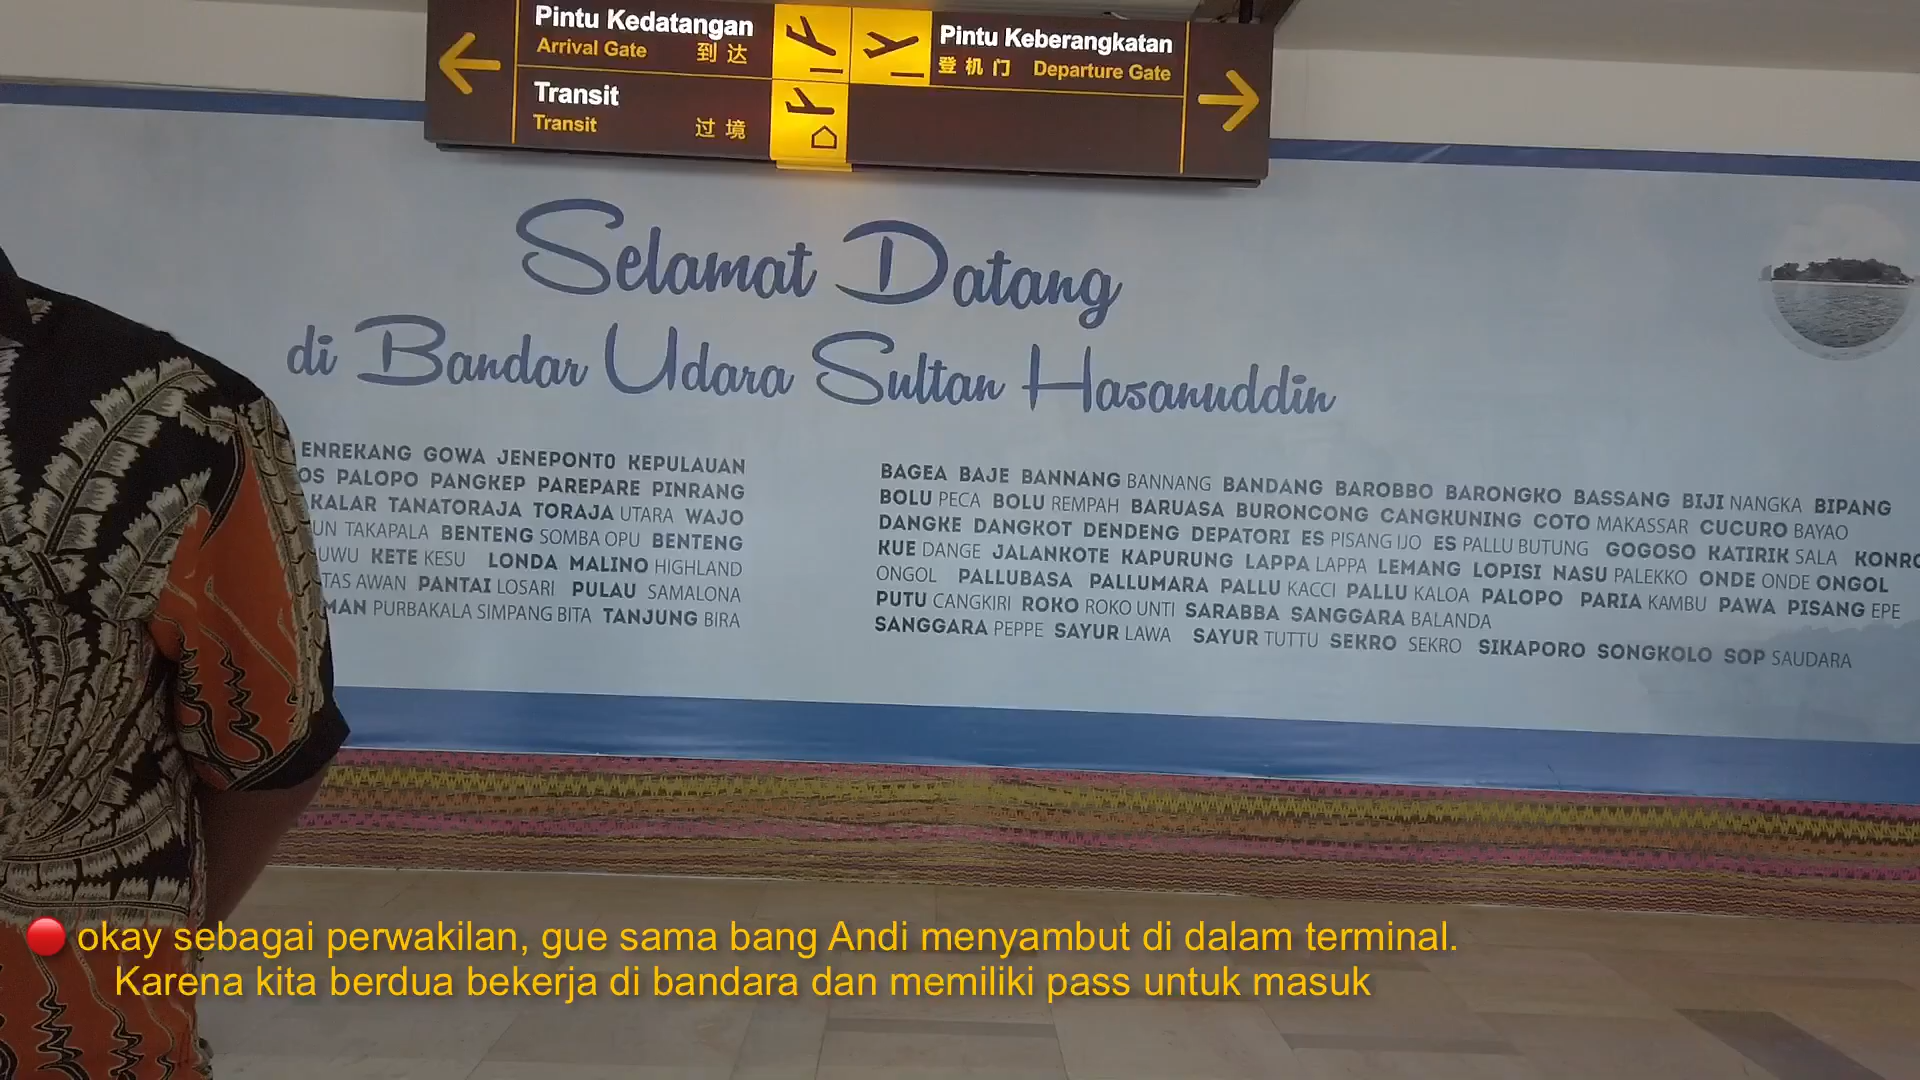 Pintu Kedatangan
Arrival Gate 到达
Transit
Transit 过境
Pintu Keberangkatan
登机门 Departure Gate
Selamat Datang
di Bandar Udara Sultan Hasanuddin
ENREKANG GOWA JENEPONTO KEPULAUAN
OS PALOPO PANGKEP PAREPARE PINRANG
KALAR TANATORAJA TORAJA UTARA WAJO
UN TAKAPALA BENTENG SOMBA OPU BENTENG
UWU KETE KESU LONDA MALINO HIGHLAND
TAS AWAN PANTAI LOSARI PULAU SAMALONA
MAN PURBAKALA SIMPANG BITA TANJUNG BIRA
BAGEA BAJE BANNANG BANNANG BANDANG BAROBBO BARONGKO BASSANG BIJI NANGKA BIPANG
BOLU PECA BOLU REMPAH BARUASA BURONCONG CANGKUNING COTO MAKASSAR CUCURO BAYAO
DANGKE DANGKOT DENDENG DEPATORI ES PISANG IJO ES PALLU BUTUNG GOGOSO KATIRIK SALA KONRO
KUE DANGE JALANKOTE KAPURUNG LAPPA LAPPA LEMANG LOPISI NASU PALEKKO ONDE ONDE ONGOL
ONGOL PALLUBASA PALLUMARA PALLU KACCI PALLU KALOA PALOPO PARIA KAMBU PAWA PISANG EPE
PUTU CANGKIRI ROKO ROKO UNTI SARABBA SANGGARA BALANDA
SANGGARA PEPPE SAYUR LAWA SAYUR TUTTU SEKRO SEKRO SIKAPORO SONGKOLO SOP SAUDARA
okay sebagai perwakilan, gue sama bang Andi menyambut di dalam terminal.
Karena kita berdua bekerja di bandara dan memiliki pass untuk masuk